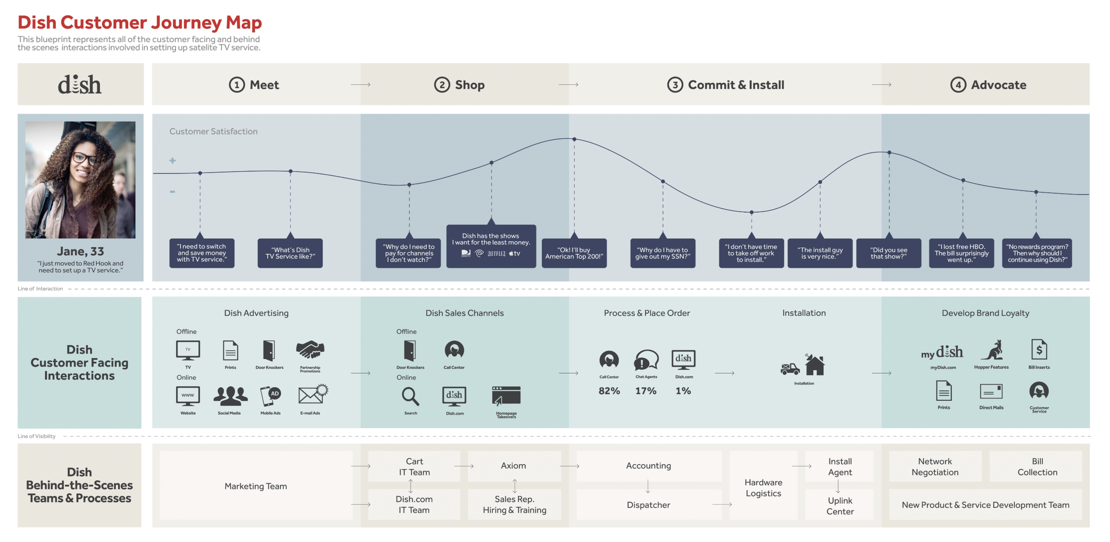 Dish Customer Journey Map
This blueprint represents all of the customer facing and behind
the scenes interactions involved in setting up satelite TV service.
dish
1 Meet
2 Shop
3 Commit & Install
4 Advocate
Customer Satisfaction
+
–
Jane, 33
"I just moved to Red Hook and
need to set up a TV service."
"I need to switch
and save money
with TV service."
"What's Dish
TV Service like?"
"Why do I need to
pay for channels
I don't watch?"
Dish has the shows
I want for the least money.
tv
"Ok! I'll buy
American Top 200!"
"Why do I have to
give out my SSN?"
"I don't have time
to take off work
to install."
"The install guy
is very nice."
"Did you see
that show?"
"I lost free HBO.
The bill surprisingly
went up."
"No rewards program?
Then why should I
continue using Dish?"
Line of Interaction
Dish
Customer Facing
Interactions
Dish Advertising
Offline
TV
TV
Prints
Door Knockers
Partnership
Promotions
Online
WWW
Website
Social Media
AD
Mobile Ads
E-mail Ads
Dish Sales Channels
Offline
Door Knockers
Call Center
Online
Search
dish
Dish.com
Homepage
Takeovers
Process & Place Order
Call Center
82%
Chat Agents
17%
dish
Dish.com
1%
Installation
Installation
Develop Brand Loyalty
my dish
myDish.com
Hopper Features
$
Bill Inserts
Prints
Direct Mails
Customer
Service
Line of Visibility
Dish
Behind-the-Scenes
Teams & Processes
Marketing Team
Cart
IT Team
Axiom
Dish.com
IT Team
Sales Rep.
Hiring & Training
Accounting
Dispatcher
Hardware
Logistics
Install
Agent
Uplink
Center
Network
Negotiation
Bill
Collection
New Product & Service Development Team